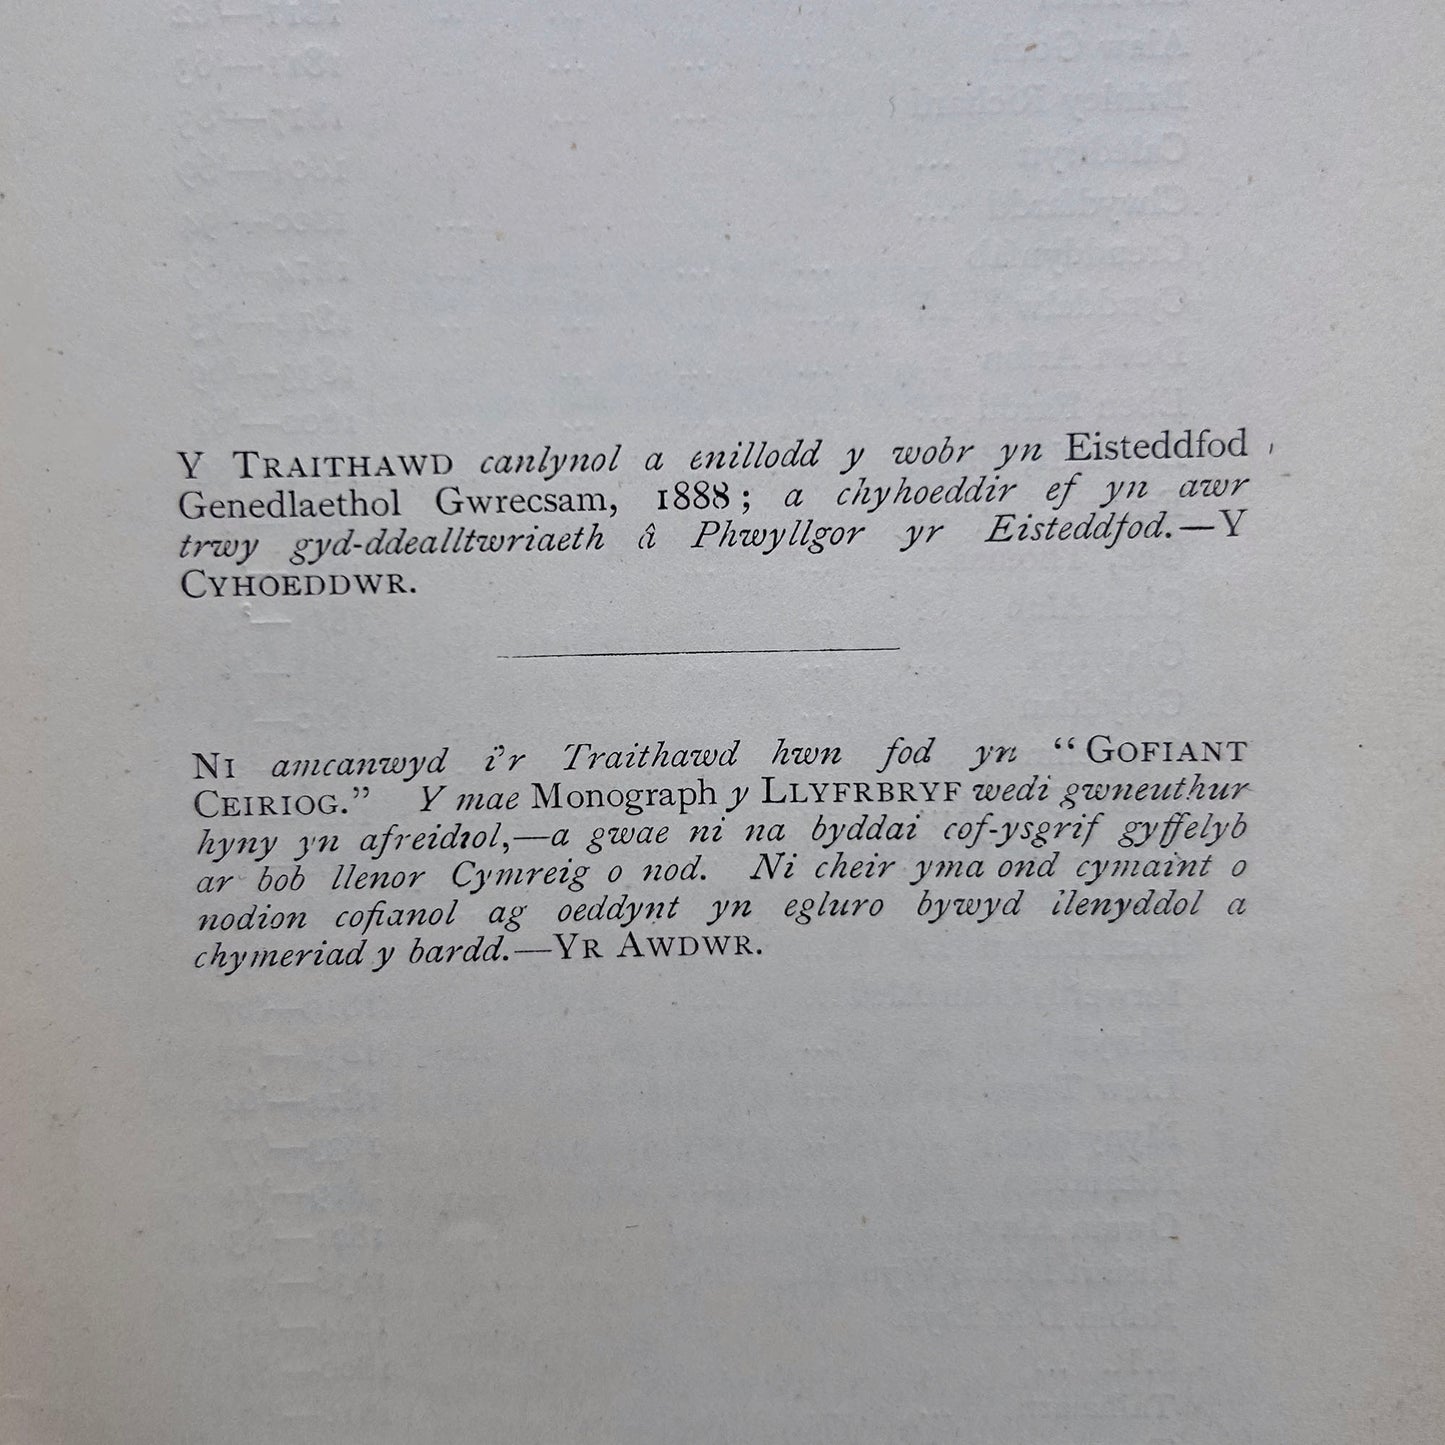 Y TRAITHAWD canlynol a enillodd y wobr yn Eisteddfod
Genedlaethol Gwrecsam, 1888; a chyhoeddir ef yn awr
trwy gyd-ddealltwriaeth â Phwyllgor yr Eisteddfod.—Y
CYHOEDDWR.
NI amcanwyd i'r Traithawd hwn fod yn “GOFIANT
CEIRIOG.” Y mae Monograph y LLYFRBRYF wedi gwneuthur
hyny yn afreidiol,—a gwae ni na byddai cof-ysgrif gyffelyb
ar bob llenor Cymreig o nod. Ni cheir yma ond cymaint o
nodion cofianol ag oeddynt yn egluro bywyd llenyddol a
chymeriad y bardd.—YR AWDWR.